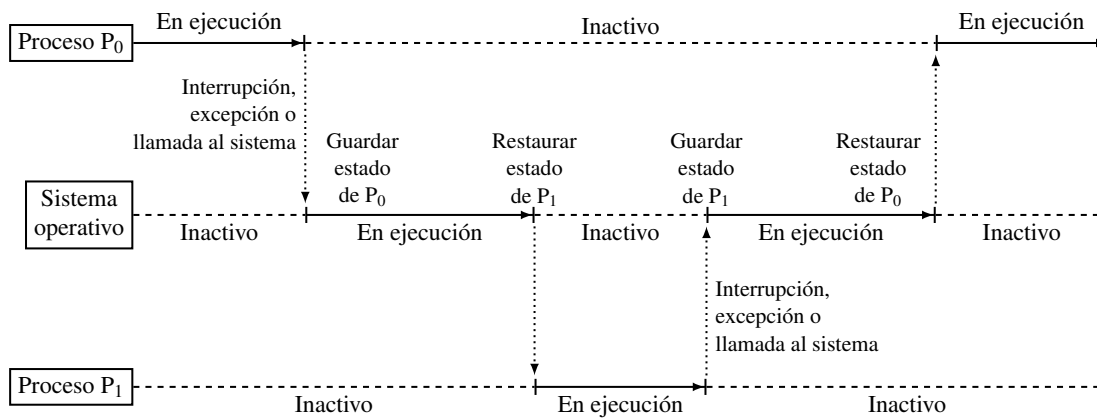 En ejecución
Inactivo
En ejecución
Proceso P₀
Interrupción,
excepción o
llamada al sistema
Guardar
estado
de P₀
Restaurar
estado
de P₁
Guardar
estado
de P₁
Restaurar
estado
de P₀
Sistema
operativo
Inactivo
En ejecución
Inactivo
En ejecución
Inactivo
Interrupción,
excepción o
llamada al sistema
Proceso P₁
Inactivo
En ejecución
Inactivo